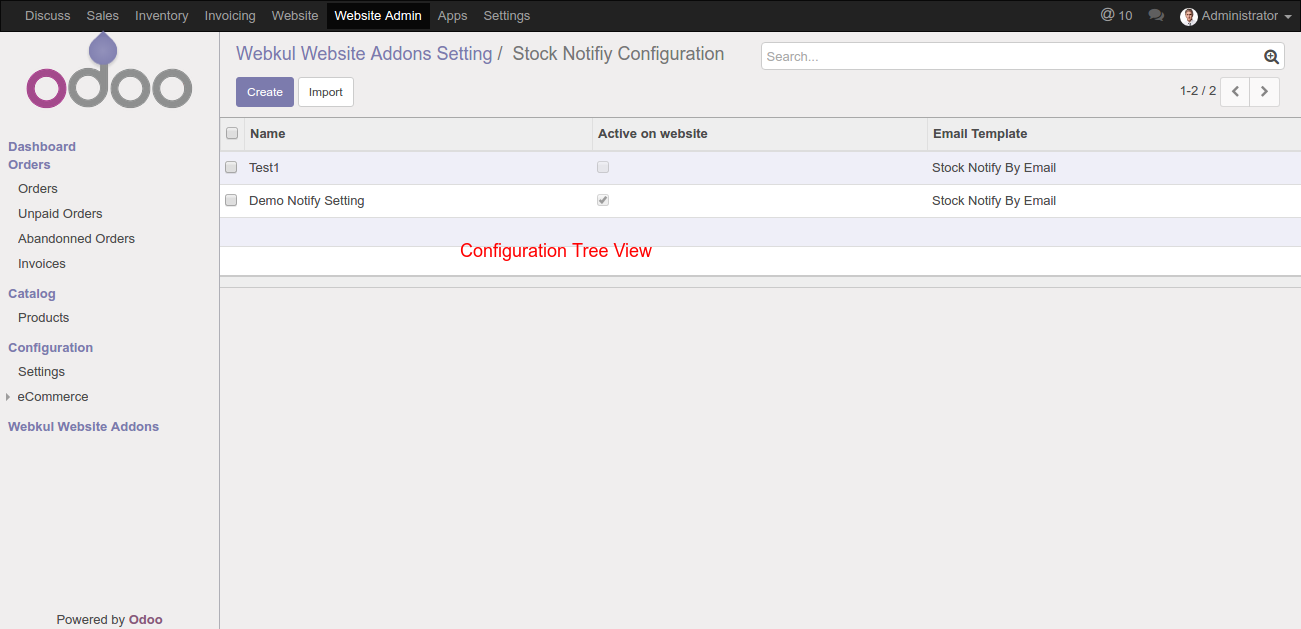 Discuss Sales Inventory Invoicing Website Website Admin Apps Settings @ 10 Administrator
odoo
Dashboard
Orders
Orders
Unpaid Orders
Abandonned Orders
Invoices
Catalog
Products
Configuration
Settings
eCommerce
Webkul Website Addons
Powered by Odoo
Webkul Website Addons Setting / Stock Notifiy Configuration
Search...
Create Import
1-2 / 2
Name Active on website Email Template
Test1 Stock Notify By Email
Demo Notify Setting Stock Notify By Email
Configuration Tree View